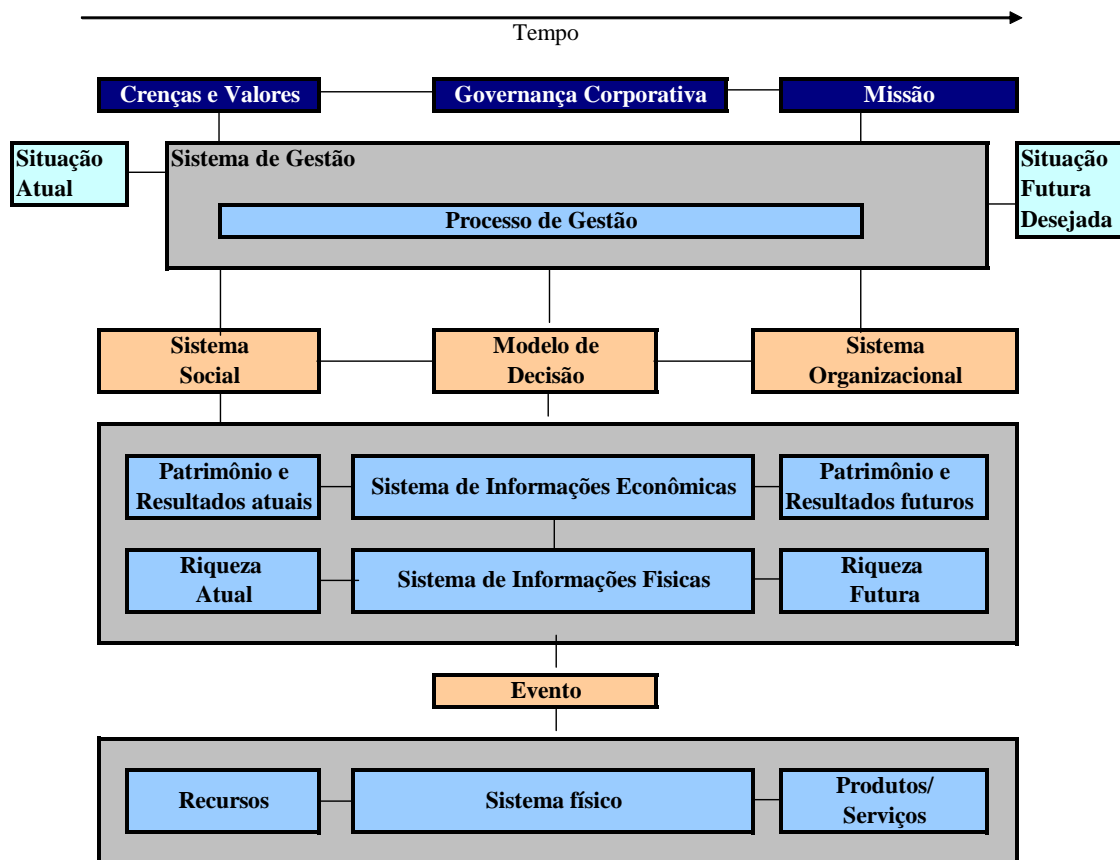 Tempo
Crenças e Valores
Governança Corporativa
Missão
Situação
Atual
Sistema de Gestão
Processo de Gestão
Situação
Futura
Desejada
Sistema
Social
Modelo de
Decisão
Sistema
Organizacional
Patrimônio e
Resultados atuais
Sistema de Informações Econômicas
Patrimônio e
Resultados futuros
Riqueza
Atual
Sistema de Informações Fisicas
Riqueza
Futura
Evento
Recursos
Sistema físico
Produtos/
Serviços